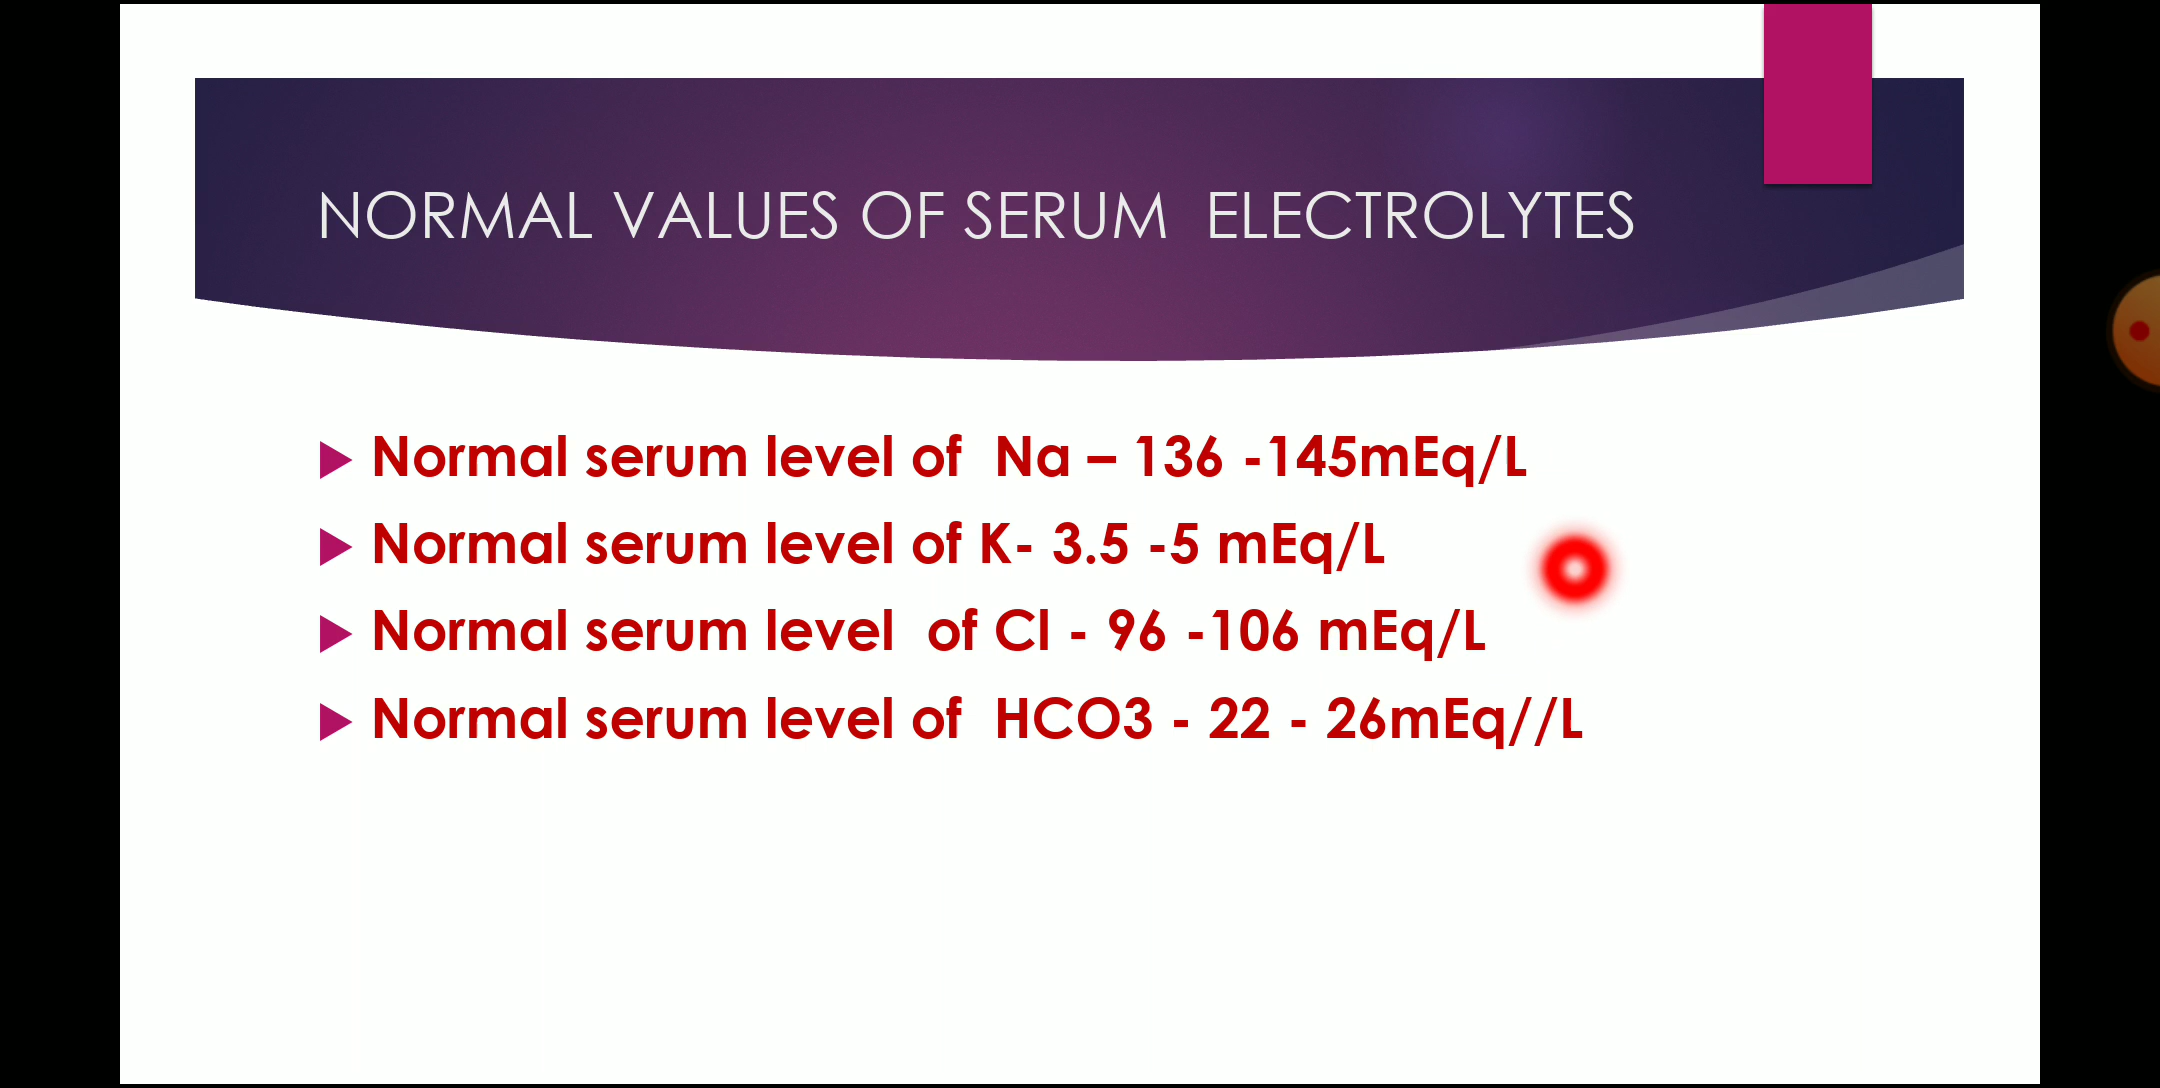 NORMAL VALUES OF SERUM  ELECTROLYTES
Normal serum level of  Na – 136 -145mEq/L
Normal serum level of K- 3.5 -5 mEq/L
Normal serum level  of Cl - 96 -106 mEq/L
Normal serum level of  HCO3 - 22 - 26mEq//L